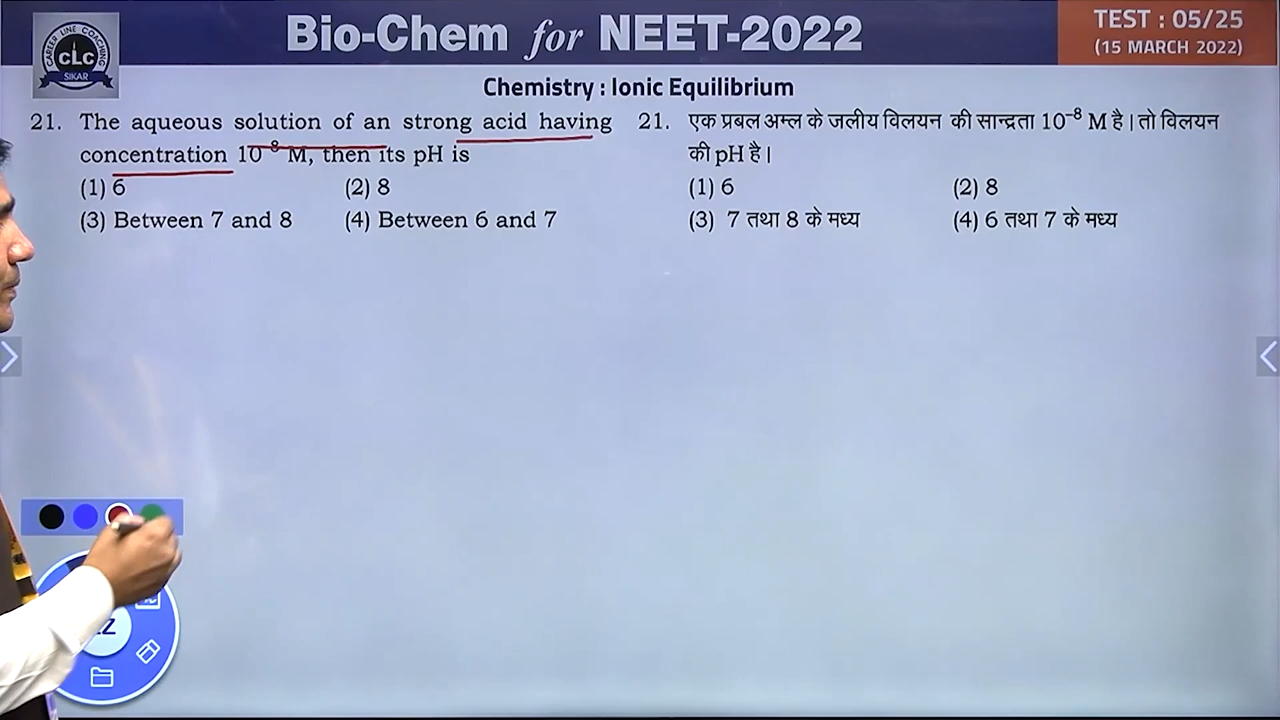 CAREER LINE COACHING
CLC
SIKAR
Bio-Chem for NEET-2022
TEST : 05/25
(15 MARCH 2022)
Chemistry : Ionic Equilibrium
21. The aqueous solution of an strong acid having
concentration 10⁻⁸ M, then its pH is
(1) 6 (2) 8
(3) Between 7 and 8 (4) Between 6 and 7
21. एक प्रबल अम्ल के जलीय विलयन की सान्द्रता 10⁻⁸ M है। तो विलयन
की pH है।
(1) 6 (2) 8
(3) 7 तथा 8 के मध्य (4) 6 तथा 7 के मध्य